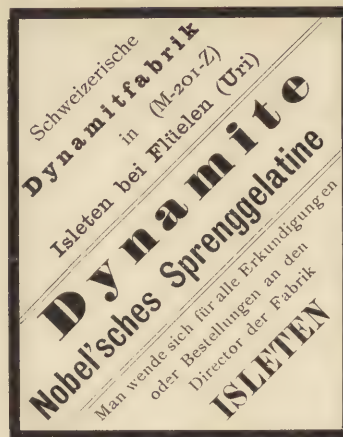 Schweizerische
Dynamitfabrik
in (M-201-Z)
Isleten bei Flüelen (Uri)
Dynamite
Nobel'sches Sprenggelatine
Man wende sich für alle Erkundigungen
oder Bestellungen an den
Director der Fabrik
ISLETEN